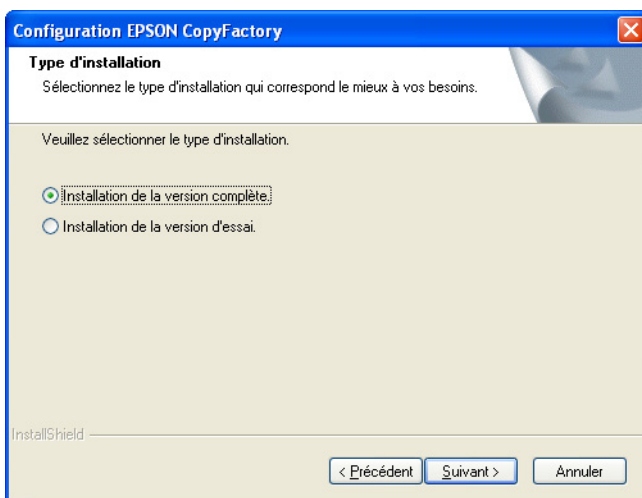 Configuration EPSON CopyFactory
Type d'installation
Sélectionnez le type d'installation qui correspond le mieux à vos besoins.
Veuillez sélectionner le type d'installation.
Installation de la version complète.
Installation de la version d'essai.
InstallShield
< Précédent Suivant > Annuler